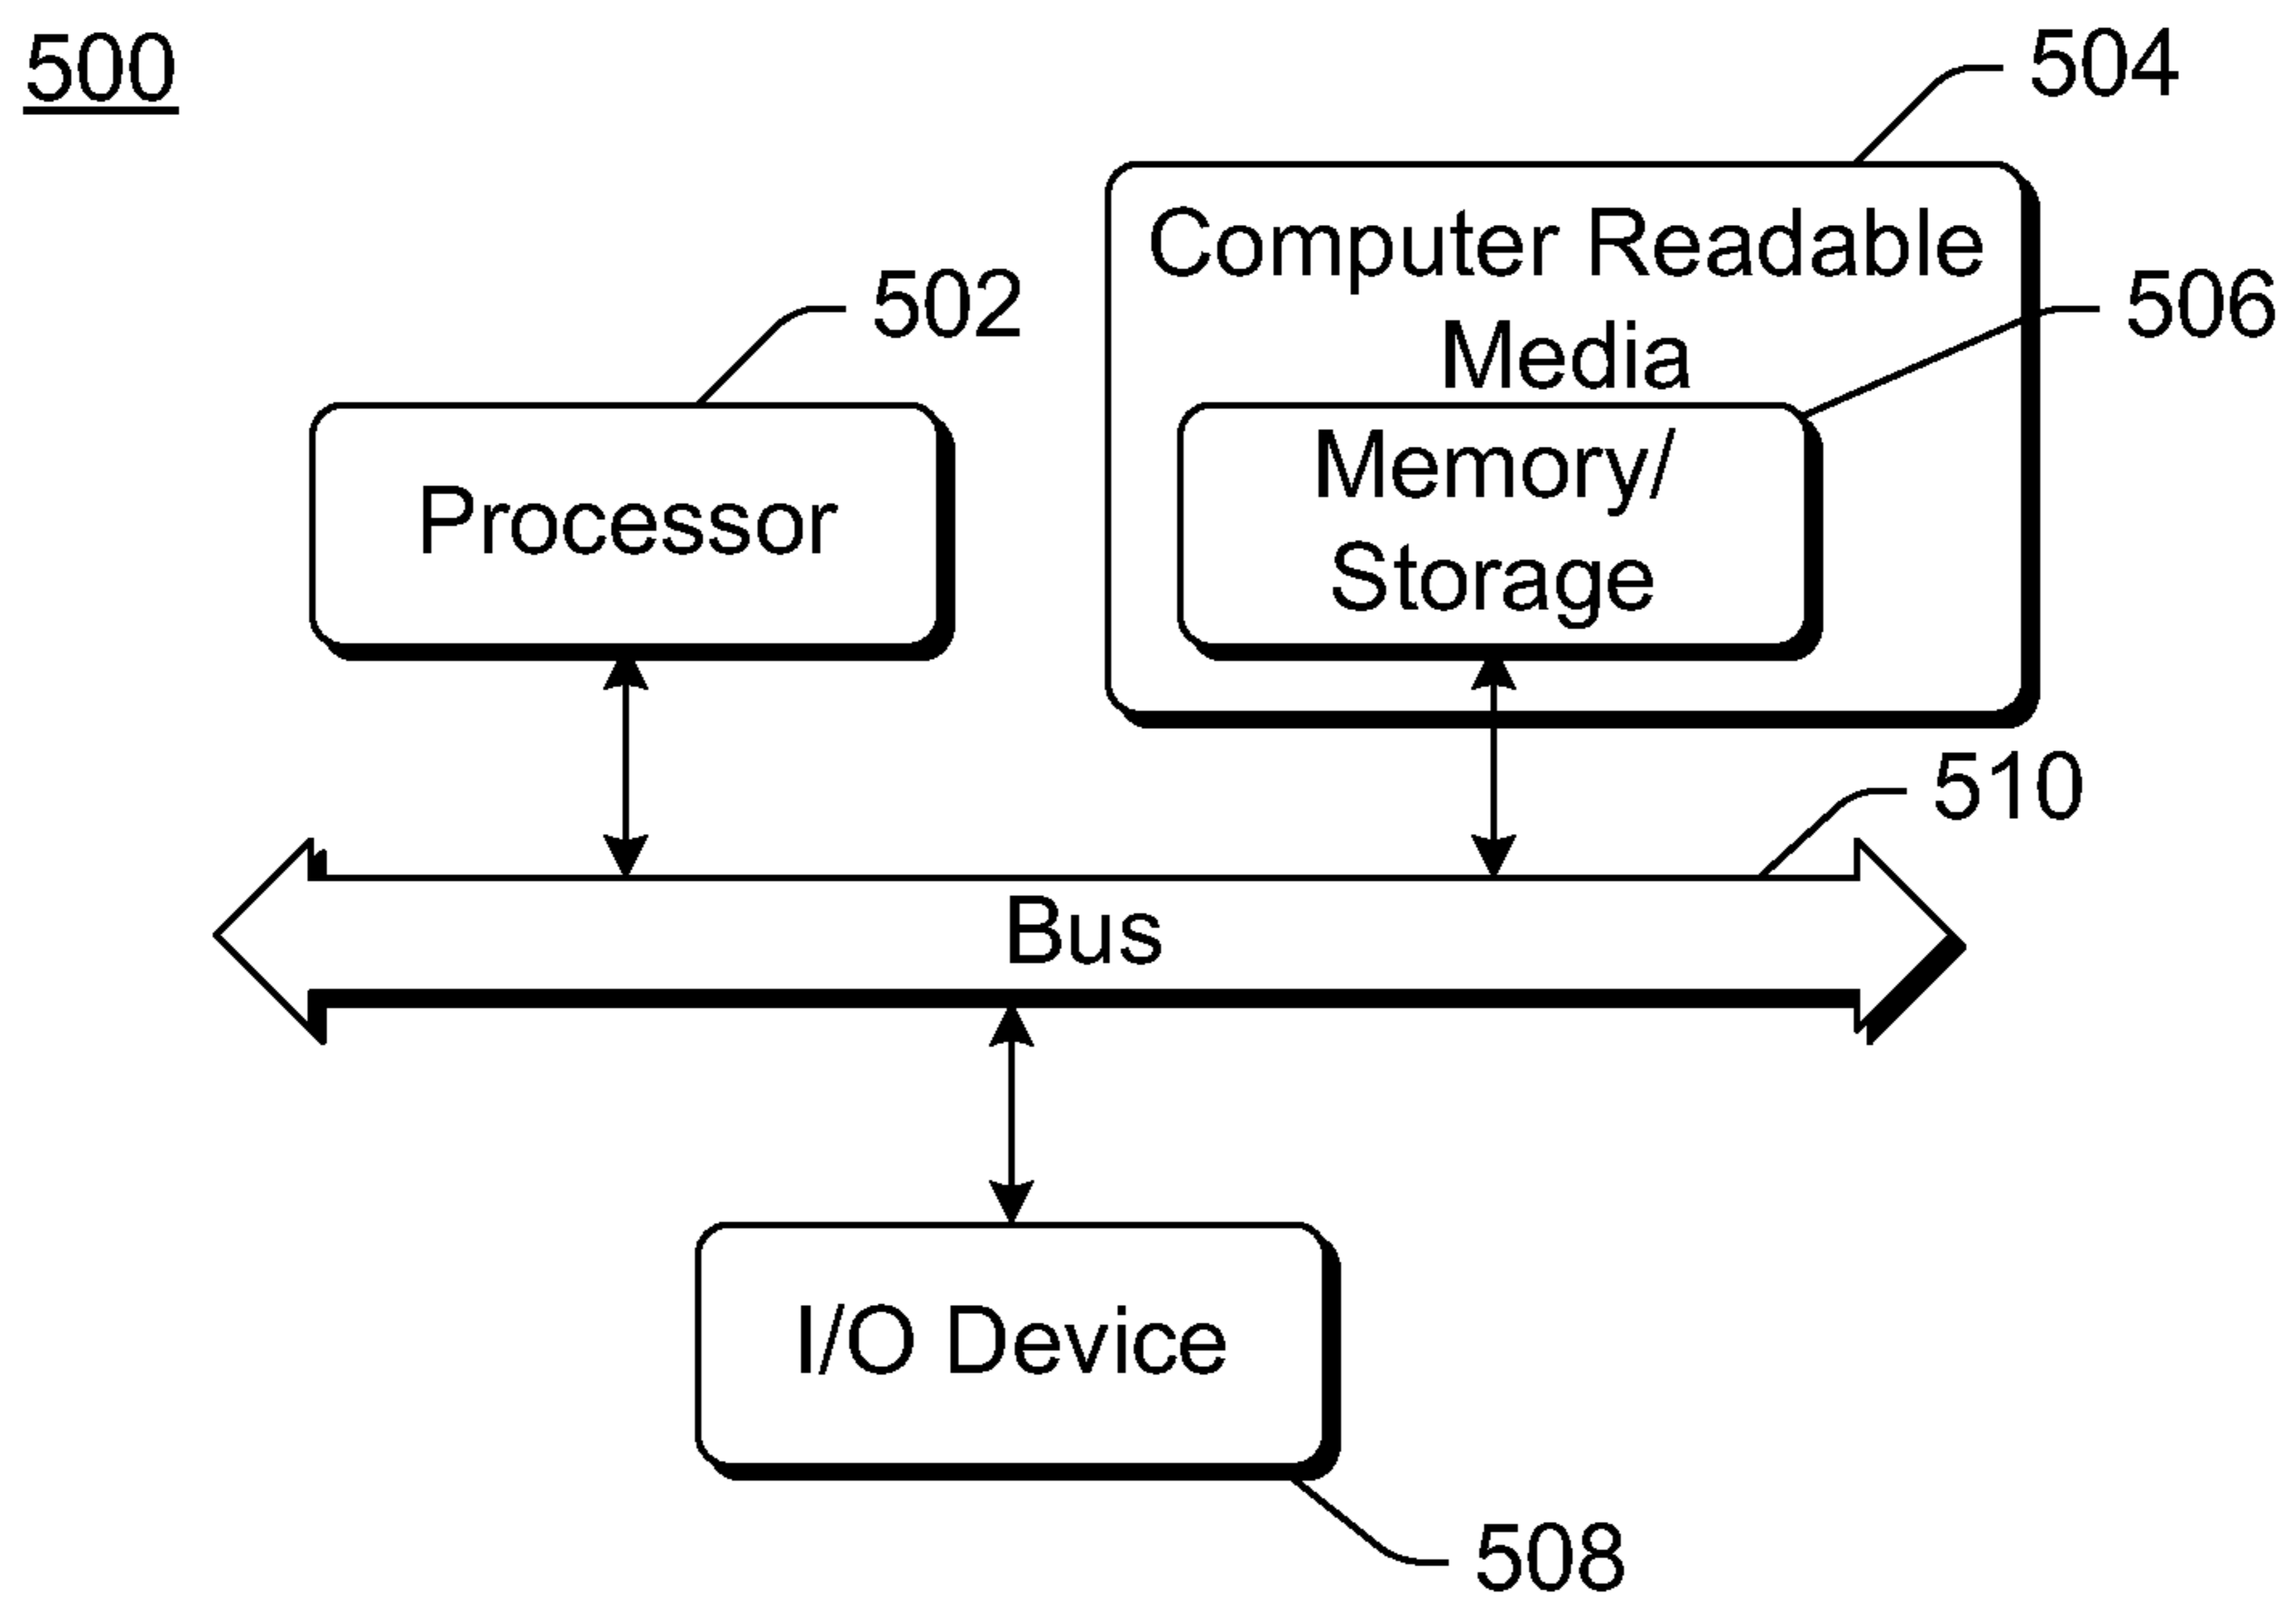 500
504
Computer Readable
Media
502
506
Processor
Memory/
Storage
510
Bus
I/O Device
508